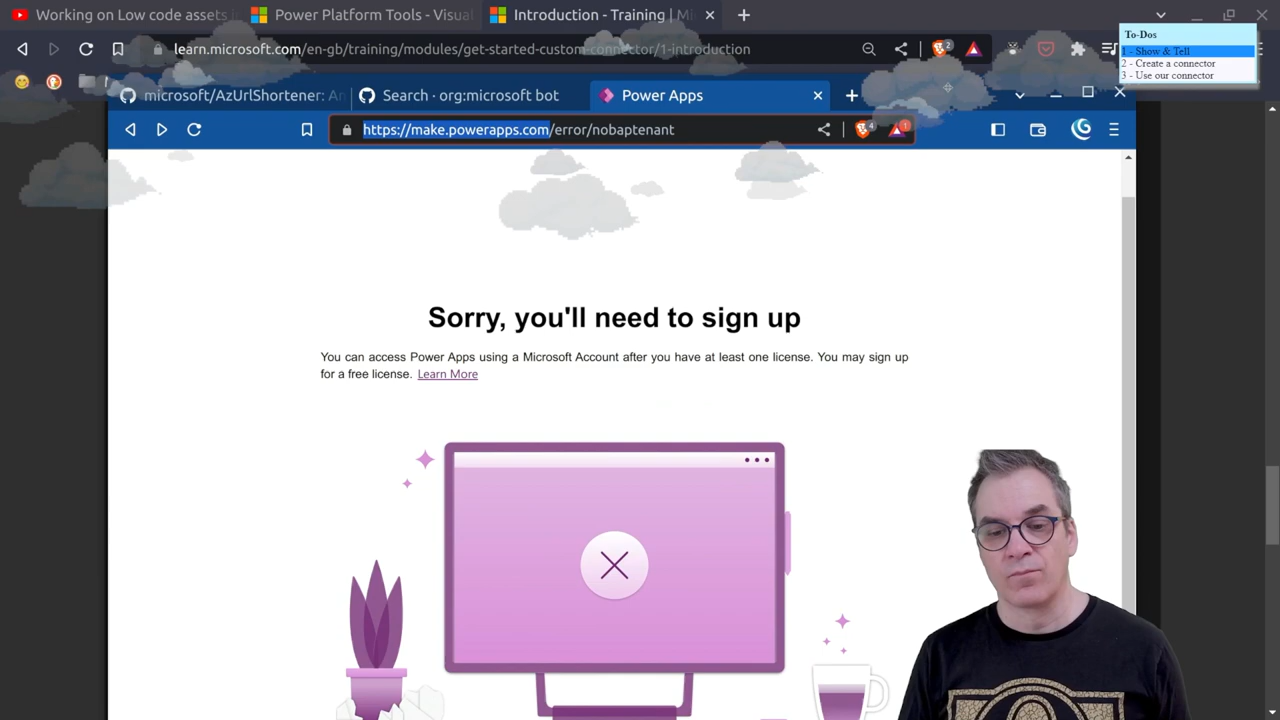 Working on Low code assets i
Power Platform Tools - Visual
Introduction - Training | Mi
learn.microsoft.com/en-gb/training/modules/get-started-custom-connector/1-introduction
2
To-Dos
1 - Show & Tell
2 - Create a connector
3 - Use our connector
microsoft/AzUrlShortener: An
Search · org:microsoft bot
Power Apps
https://make.powerapps.com/error/nobaptenant
4
1
Sorry, you'll need to sign up
You can access Power Apps using a Microsoft Account after you have at least one license. You may sign up
for a free license. Learn More